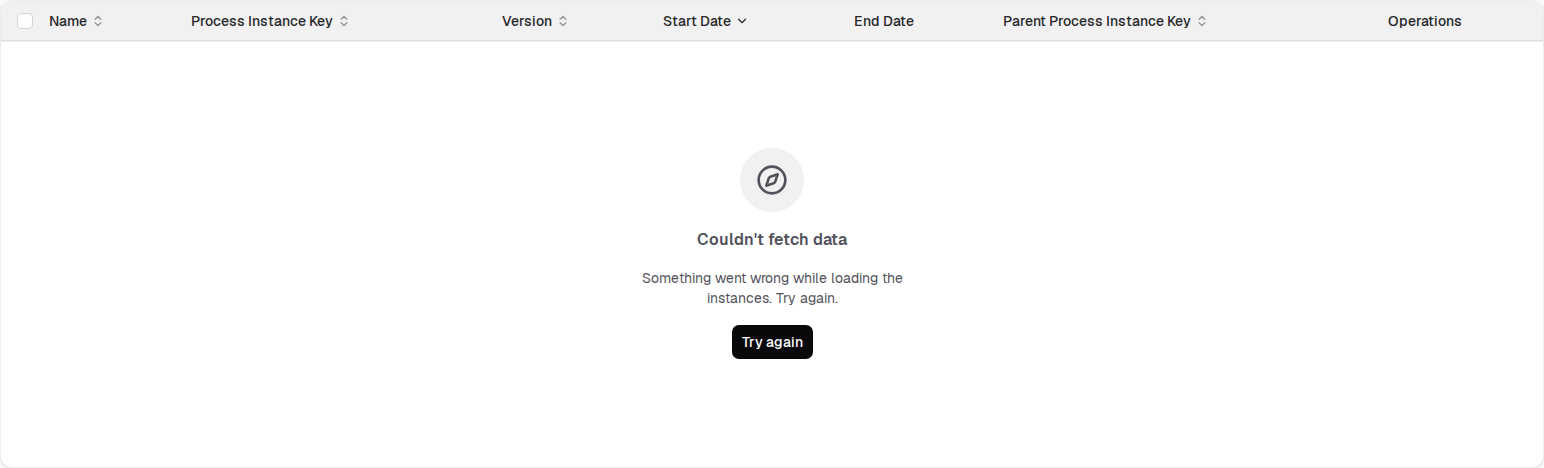 Name Process Instance Key Version Start Date End Date Parent Process Instance Key Operations
Couldn't fetch data
Something went wrong while loading the
instances. Try again.
Try again